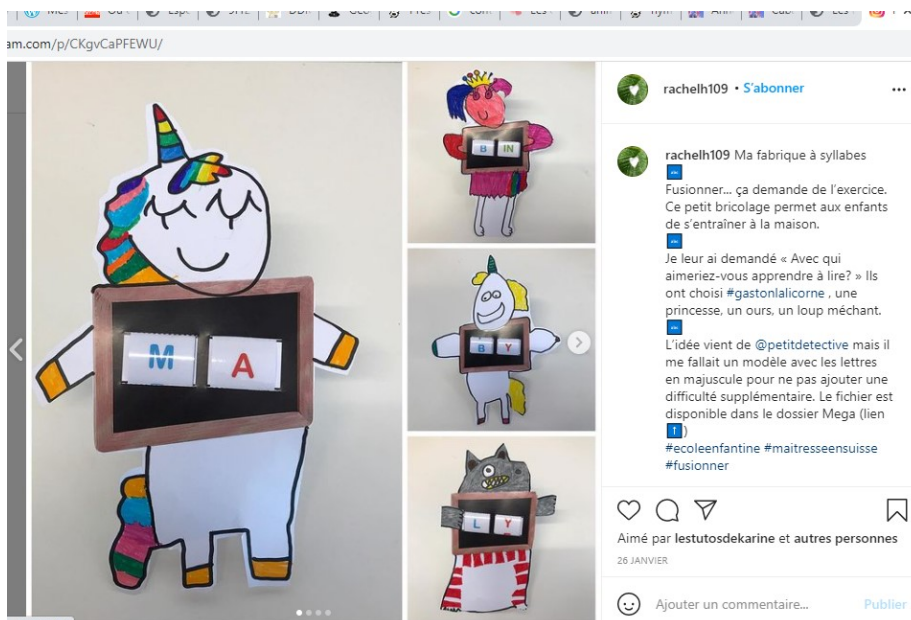 am.com/p/CKgvCaPFEWU/
M A
B IN
B Y
L Y
rachelh109 • S'abonner
rachelh109 Ma fabrique à syllabes
Fusionner... ça demande de l'exercice.
Ce petit bricolage permet aux enfants
de s'entraîner à la maison.
Je leur ai demandé « Avec qui
aimeriez-vous apprendre à lire? » Ils
ont choisi #gastonlalicorne , une
princesse, un ours, un loup méchant.
L'idée vient de @petitdetective mais il
me fallait un modèle avec les lettres
en majuscule pour ne pas ajouter une
difficulté supplémentaire. Le fichier est
disponible dans le dossier Mega (lien
⬆️)
#ecoleenfantine #maitresseensuisse
#fusionner
Aimé par lestutosdekarine et autres personnes
26 JANVIER
Ajouter un commentaire... Publier